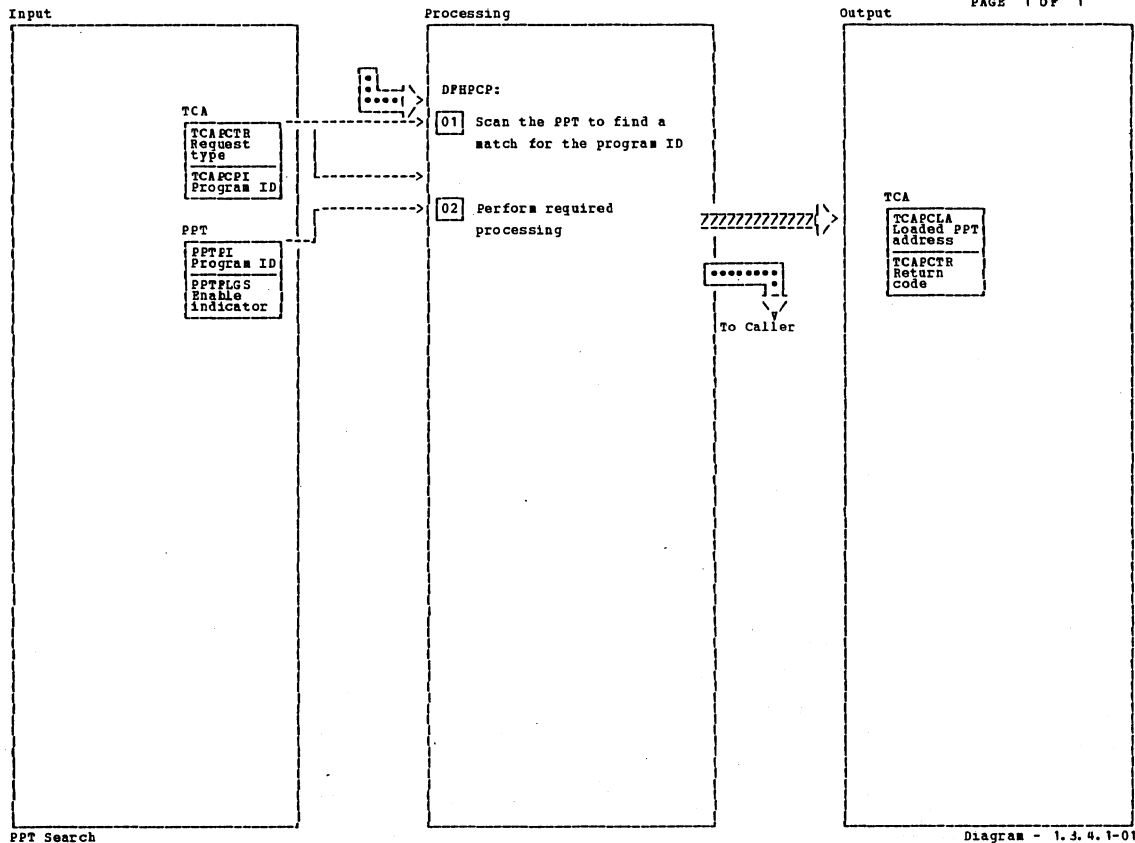 PAGE 1 OF 1
Input
Processing
Output
DFHPCP:
TCA
TCAPCTR
Request
type
TCAPCPI
Program ID
01 Scan the PPT to find a
match for the program ID
PPT
PPTPI
Program ID
PPTFLGS
Enable
indicator
02 Perform required
processing
TCA
TCAPCLA
Loaded PPT
address
TCAPCTR
Return
code
To Caller
PPT Search
Diagram - 1.3.4.1-01